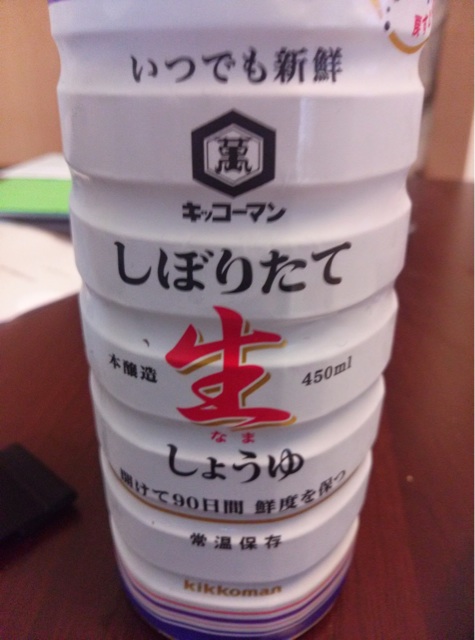 いつでも新鮮
萬
キッコーマン
しぼりたて
本醸造
生
450ml
なま
しょうゆ
開けて90日間 鮮度を保つ
常温保存
kikkoman